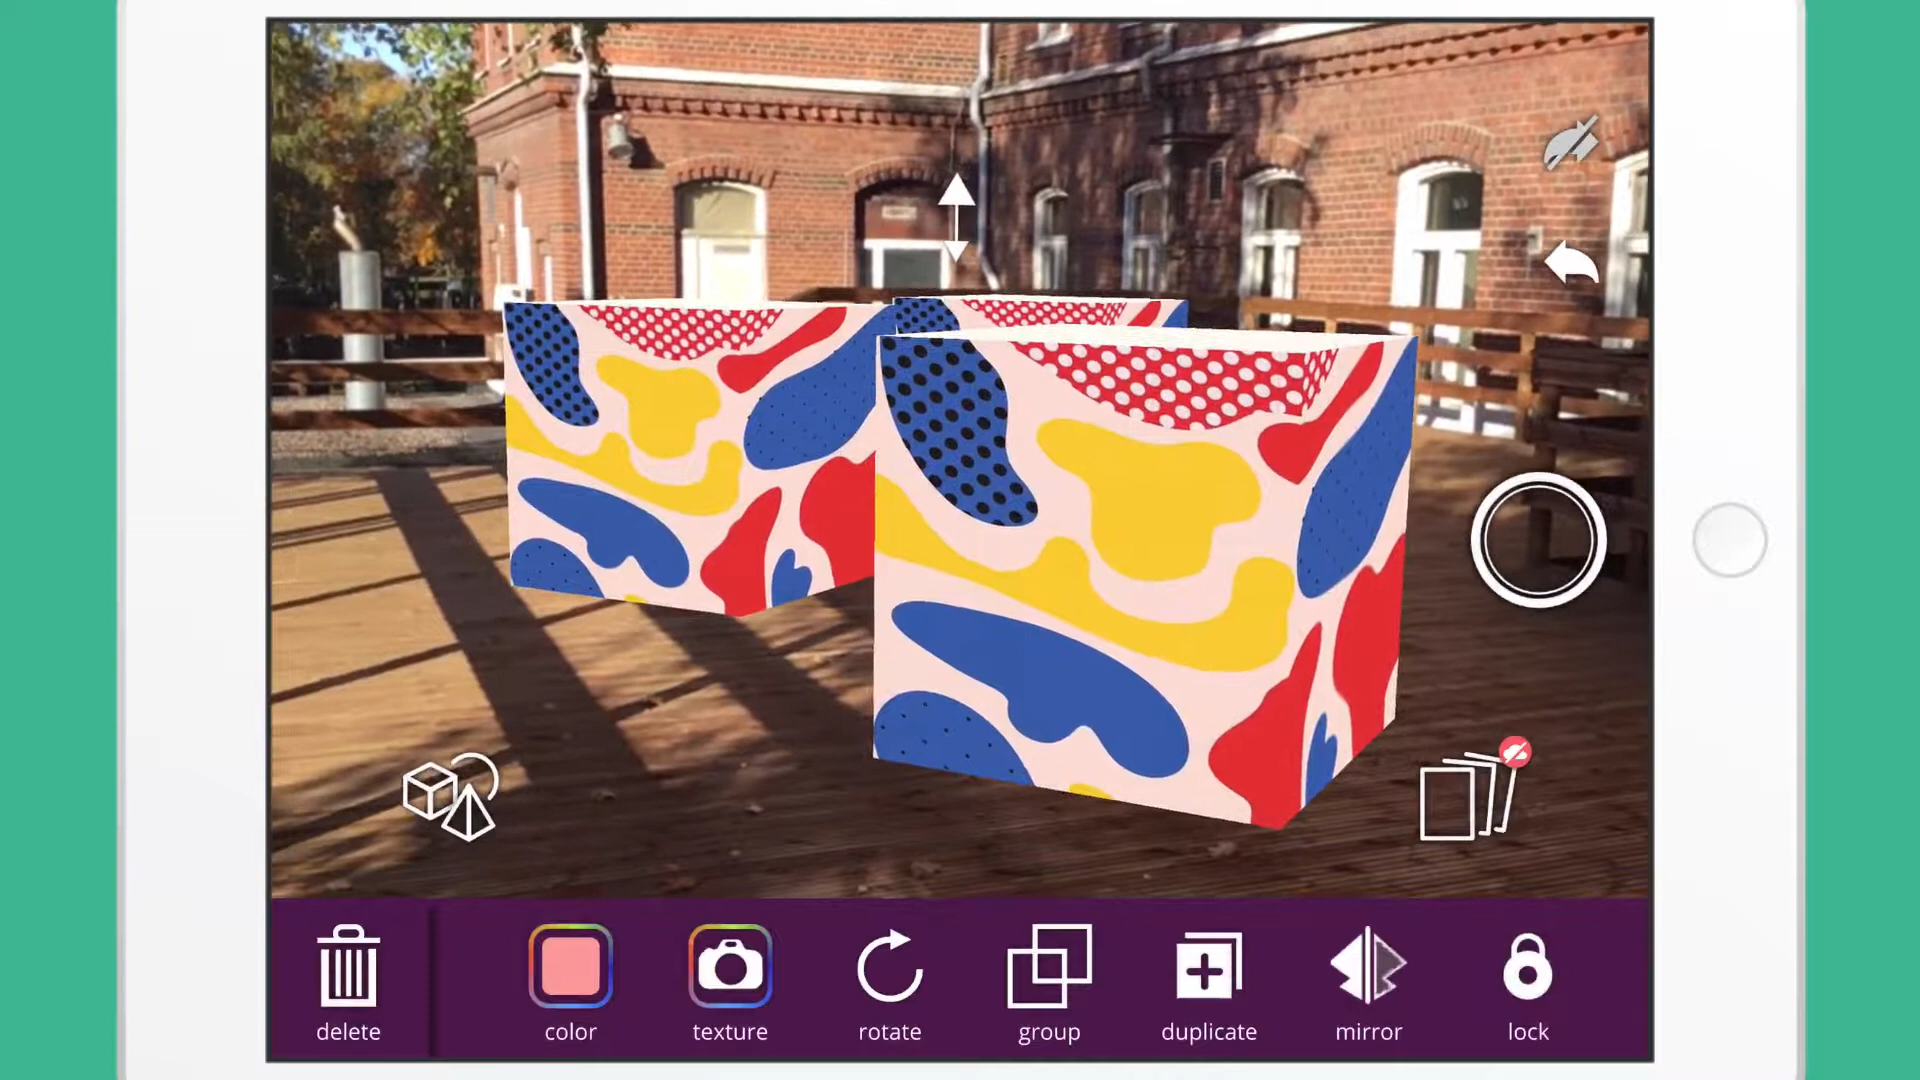 delete
color
texture
rotate
group
duplicate
mirror
lock